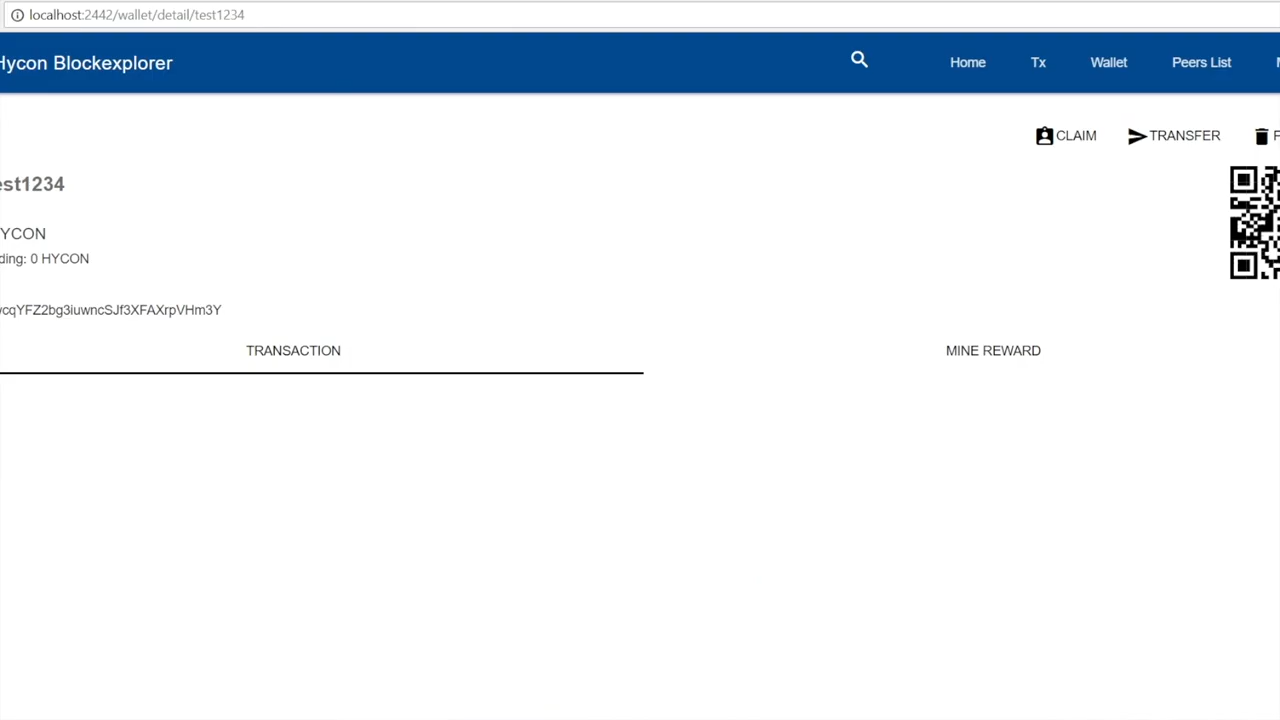 localhost:2442/wallet/detail/test1234
Hycon Blockexplorer
Home Tx Wallet Peers List
CLAIM TRANSFER F
est1234
YCON
ding: 0 HYCON
cqYFZ2bg3iuwncSJf3XFAXrpVHm3Y
TRANSACTION MINE REWARD